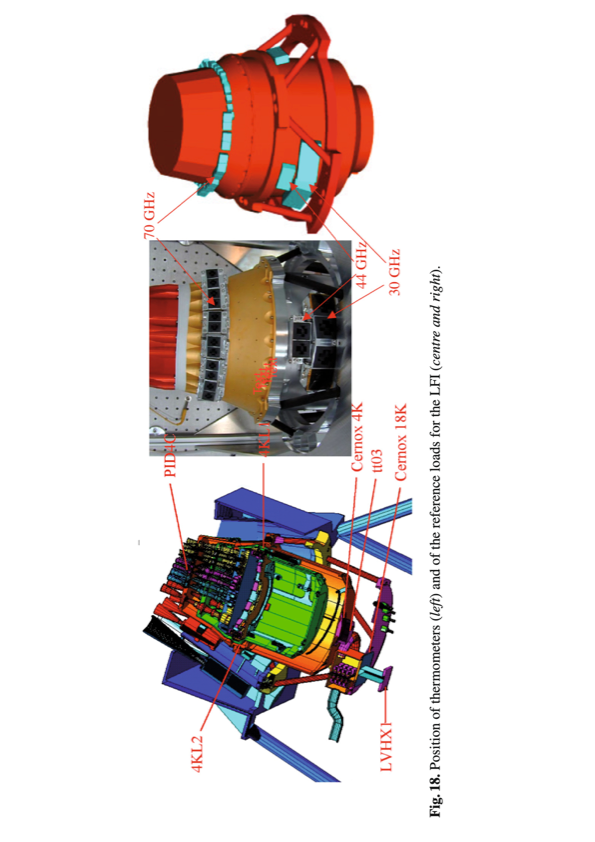 4KL2
PID4C
4KL1
LVHX1
Cernox 4K
tt03
Cernox 18K
70 GHz
44 GHz
30 GHz
Fig. 18. Position of thermometers (left) and of the reference loads for the LFI (centre and right).